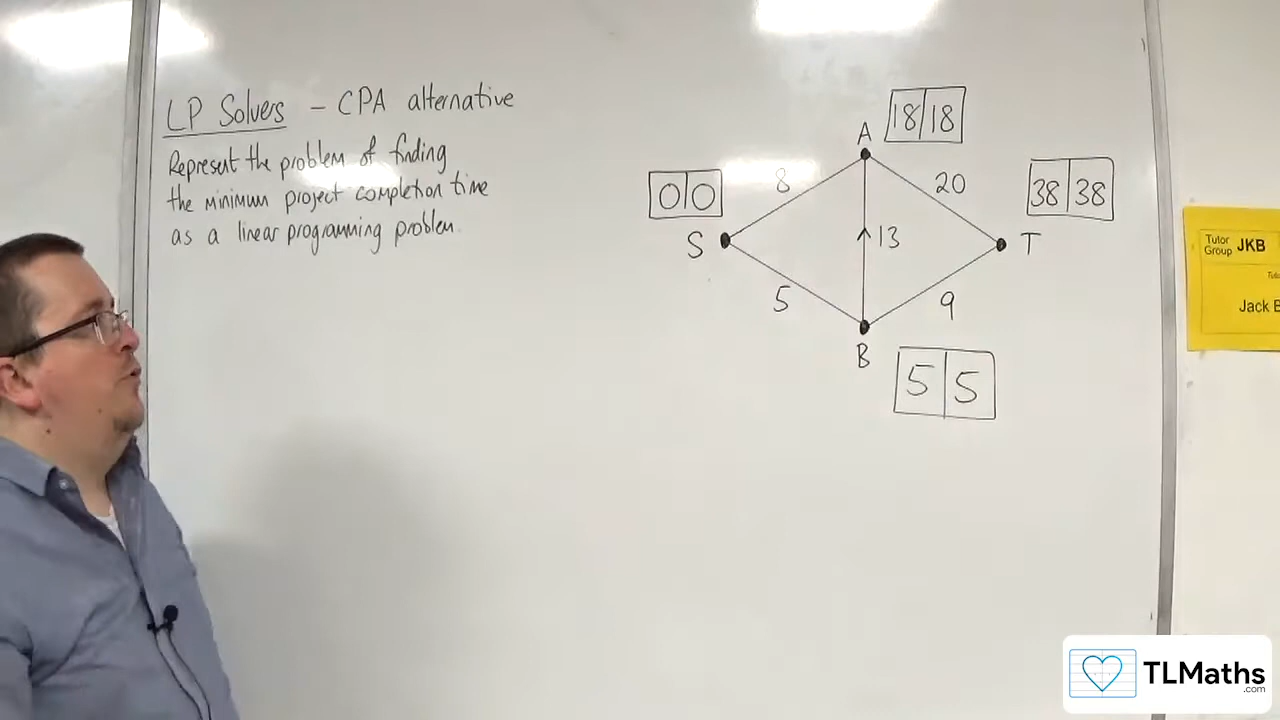 LP Solvers – CPA alternative
Represent the problem of finding
the minimum project completion time
as a linear programming problem.
A
18 18
0 0
8
20
38 38
S
13
T
5
9
B
5 5
Tutor
Group JKB
Jack
TLMaths
.com